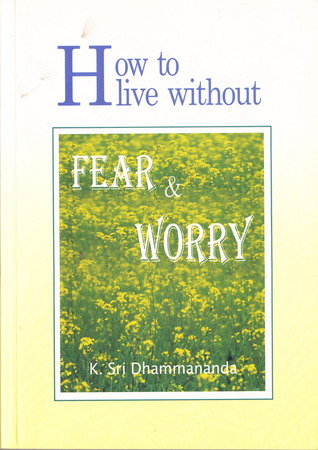 How to
live without
FEAR &
WORRY
K. Sri Dhammananda